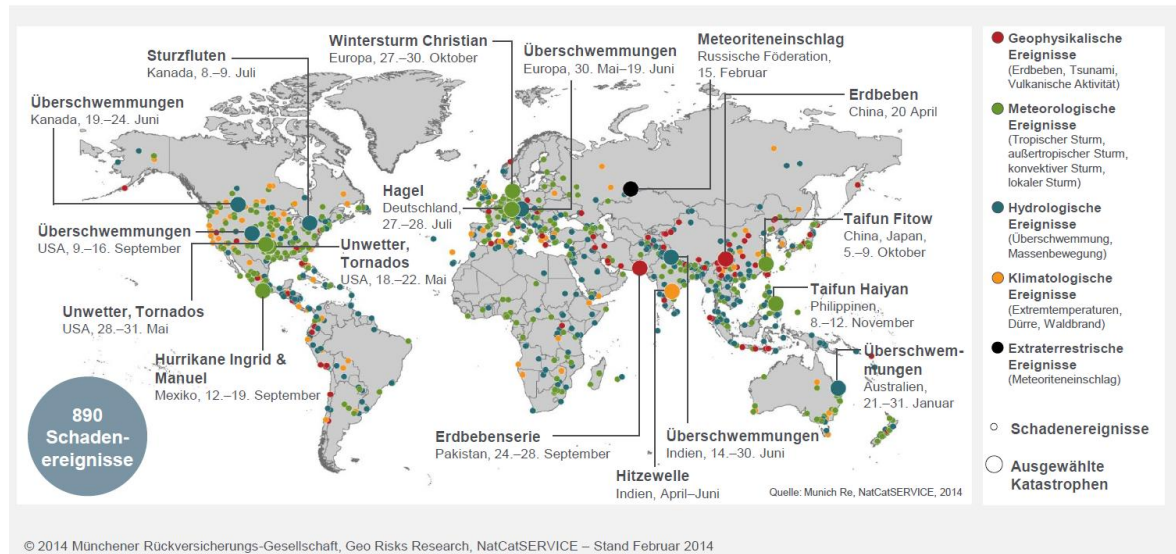 Wintersturm Christian
Europa, 27.–30. Oktober
Meteoriteneinschlag
Russische Föderation,
15. Februar
Sturzfluten
Kanada, 8.–9. Juli
Überschwemmungen
Europa, 30. Mai–19. Juni
Erdbeben
China, 20 April
Überschwemmungen
Kanada, 19.–24. Juni
Hagel
Deutschland,
27.–28. Juli
Taifun Fitow
China, Japan,
5.–9. Oktober
Überschwemmungen
USA, 9.–16. September
Unwetter,
Tornados
USA, 18.–22. Mai
Taifun Haiyan
Philippinen,
8.–12. November
Unwetter, Tornados
USA, 28.–31. Mai
Hurrikane Ingrid &
Manuel
Mexiko, 12.–19. September
Überschwem-
mungen
Australien,
21.–31. Januar
890
Schaden-
ereignisse
Erdbebenserie
Pakistan, 24.–28. September
Überschwemmungen
Indien, 14.–30. Juni
Hitzewelle
Indien, April–Juni
Quelle: Munich Re, NatCatSERVICE, 2014
Geophysikalische
Ereignisse
(Erdbeben, Tsunami,
Vulkanische Aktivität)
Meteorologische
Ereignisse
(Tropischer Sturm,
außertropischer Sturm,
konvektiver Sturm,
lokaler Sturm)
Hydrologische
Ereignisse
(Überschwemmung,
Massenbewegung)
Klimatologische
Ereignisse
(Extremtemperaturen,
Dürre, Waldbrand)
Extraterrestrische
Ereignisse
(Meteoriteneinschlag)
Schadenereignisse
Ausgewählte
Katastrophen
© 2014 Münchener Rückversicherungs-Gesellschaft, Geo Risks Research, NatCatSERVICE – Stand Februar 2014